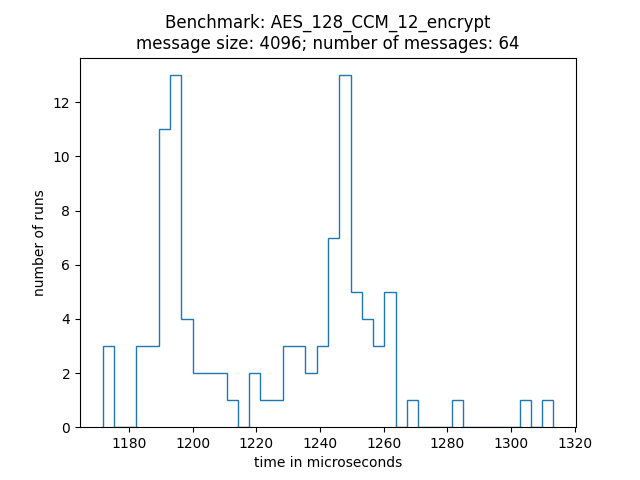 Benchmark: AES_128_CCM_12_encrypt
message size: 4096; number of messages: 64
number of runs
12
10
8
6
4
2
0
1180 1200 1220 1240 1260 1280 1300 1320
time in microseconds